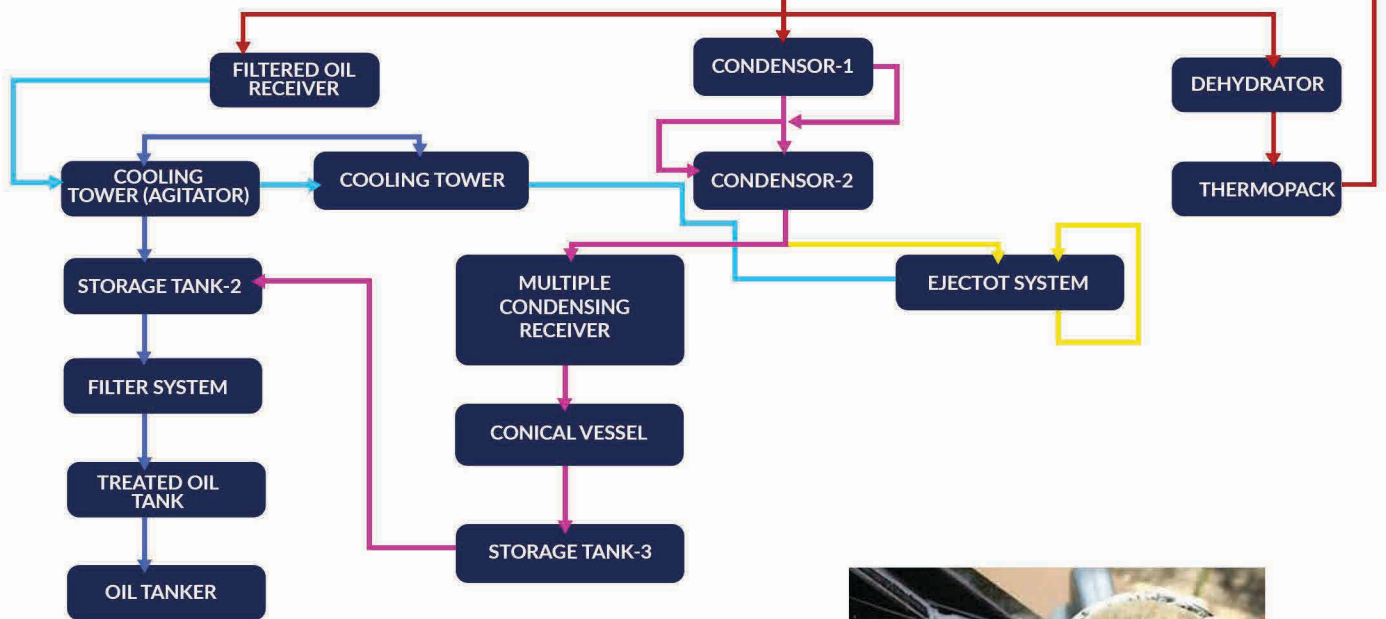 FILTERED OIL
RECEIVER
CONDENSOR-1
DEHYDRATOR
COOLING
TOWER (AGITATOR)
COOLING TOWER
CONDENSOR-2
THERMOPACK
STORAGE TANK-2
MULTIPLE
CONDENSING
RECEIVER
EJECTOT SYSTEM
FILTER SYSTEM
CONICAL VESSEL
TREATED OIL
TANK
STORAGE TANK-3
OIL TANKER